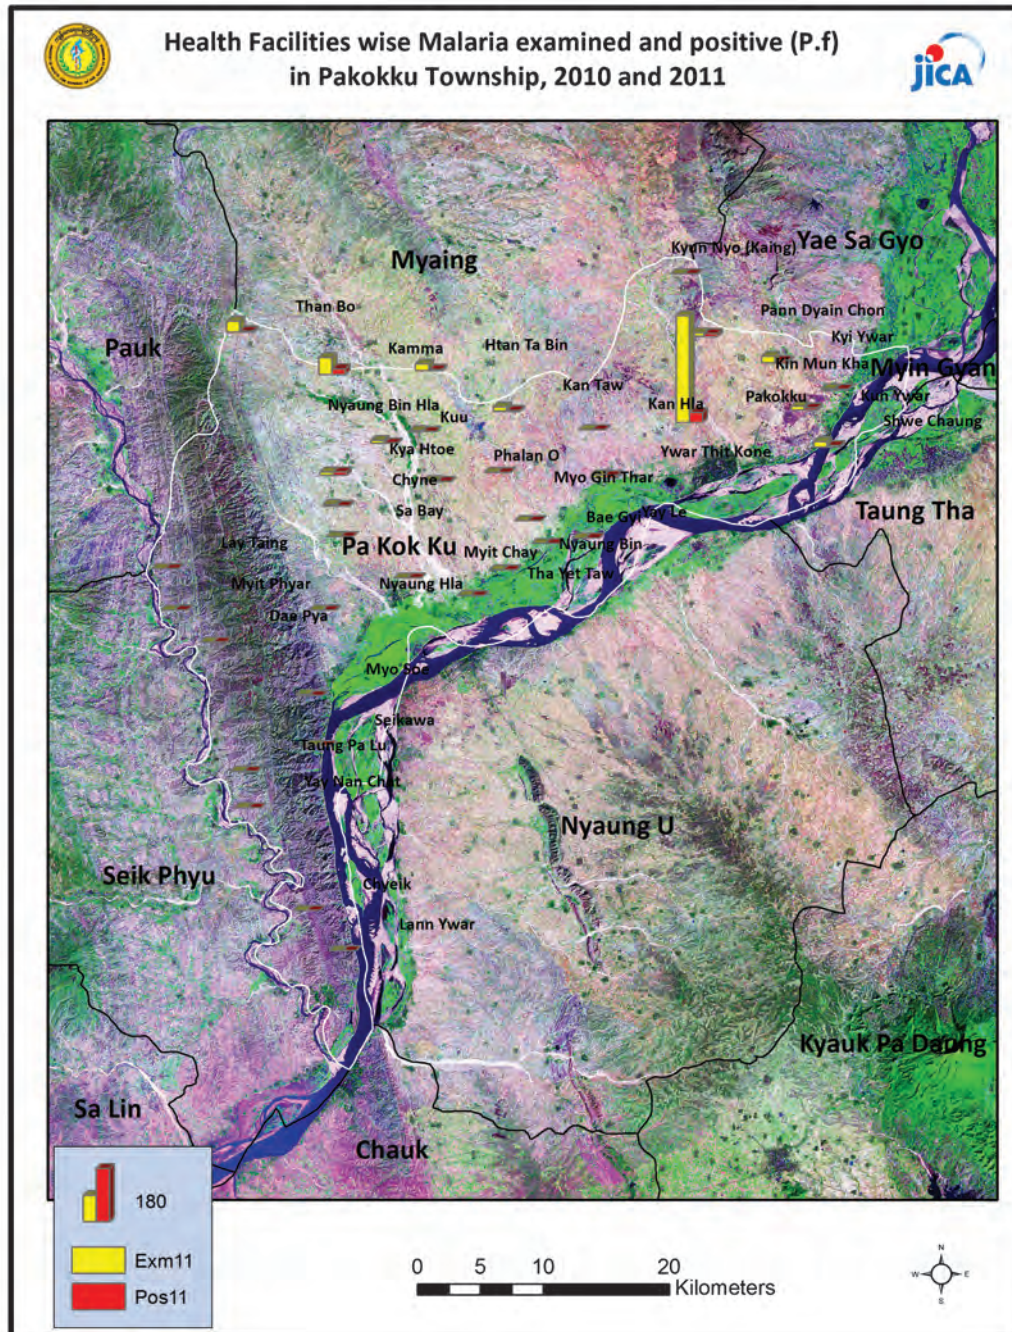 Health Facilities wise Malaria examined and positive (P.f)
in Pakokku Township, 2010 and 2011
jICA
Kyun Nyo (Kaing)
Yae Sa Gyo
Myaing
Than Bo
Pann Dyain Chon
Pauk
Kamma
Htan Ta Bin
Kyi Ywar
Kin Mun Kha
Myin Gyan
Kan Taw
Nyaung Bin Hla
Kan Hla
Pakokku
Kun Ywar
Kuu
Shwe Chaung
Kya Htoe
Phalan O
Ywar Thit Kone
Chyne
Myo Gin Thar
Sa Bay
Bae Gyi
Yay Le
Taung Tha
Lay Taing
Pa Kok Ku
Myit Chay
Nyaung Bin
Myit Phyar
Nyaung Hla
Tha Yet Taw
Dae Pya
Myo Soe
Seikawa
Taung Pa Lu
Yay Nan Chat
Nyaung U
Seik Phyu
Chyeik
Lann Ywar
Kyauk Pa Daung
Sa Lin
Chauk
180
Exm11
Pos11
0 5 10 20
Kilometers
N
W E
S